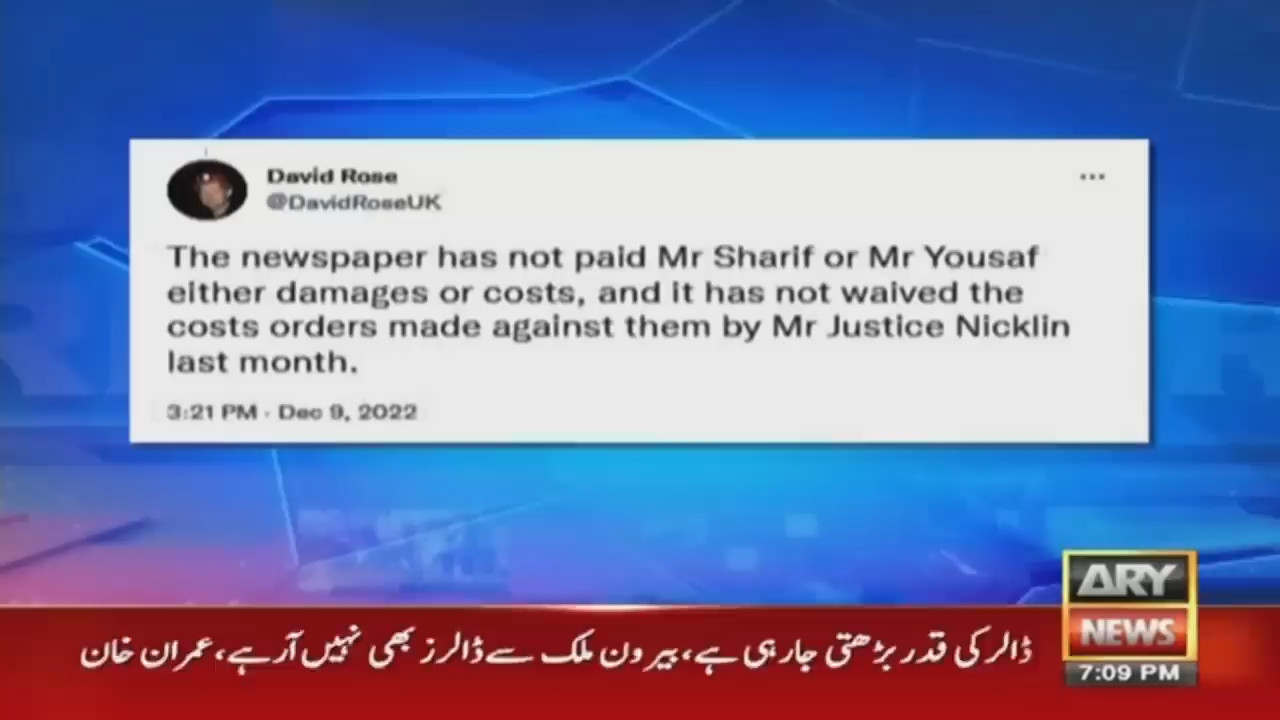 David Rose
@DavidRoseUK
The newspaper has not paid Mr Sharif or Mr Yousaf
either damages or costs, and it has not waived the
costs orders made against them by Mr Justice Nicklin
last month.
3:21 PM · Dec 9, 2022
ARY
NEWS
7:09 PM
ڈالر کی قدر بڑھتی جارہی ہے، بیرون ملک سے ڈالرز بھی نہیں آرہے، عمران خان